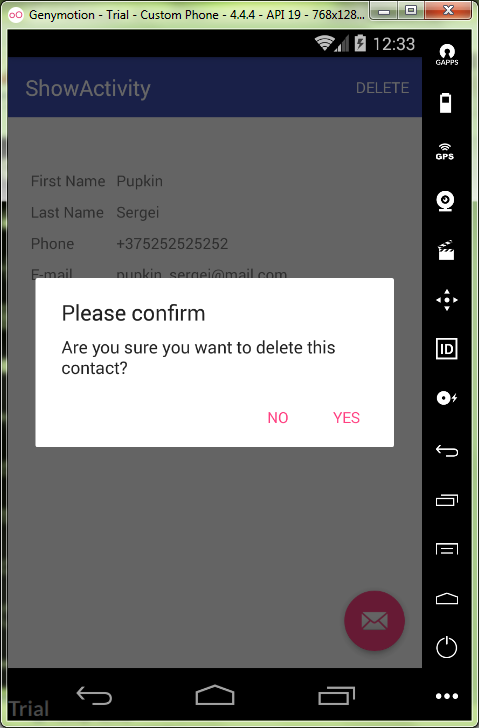 Genymotion - Trial - Custom Phone - 4.4.4 - API 19 - 768x128...
12:33
GAPPS
ShowActivity
DELETE
GPS
First Name Pupkin
Last Name Sergei
Phone +375252525252
E-mail pupkin_sergei@mail.com
Please confirm
Are you sure you want to delete this
contact?
ID
NO YES
Trial